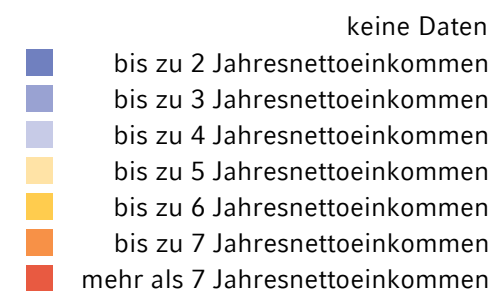 keine Daten
bis zu 2 Jahresnettoeinkommen
bis zu 3 Jahresnettoeinkommen
bis zu 4 Jahresnettoeinkommen
bis zu 5 Jahresnettoeinkommen
bis zu 6 Jahresnettoeinkommen
bis zu 7 Jahresnettoeinkommen
mehr als 7 Jahresnettoeinkommen